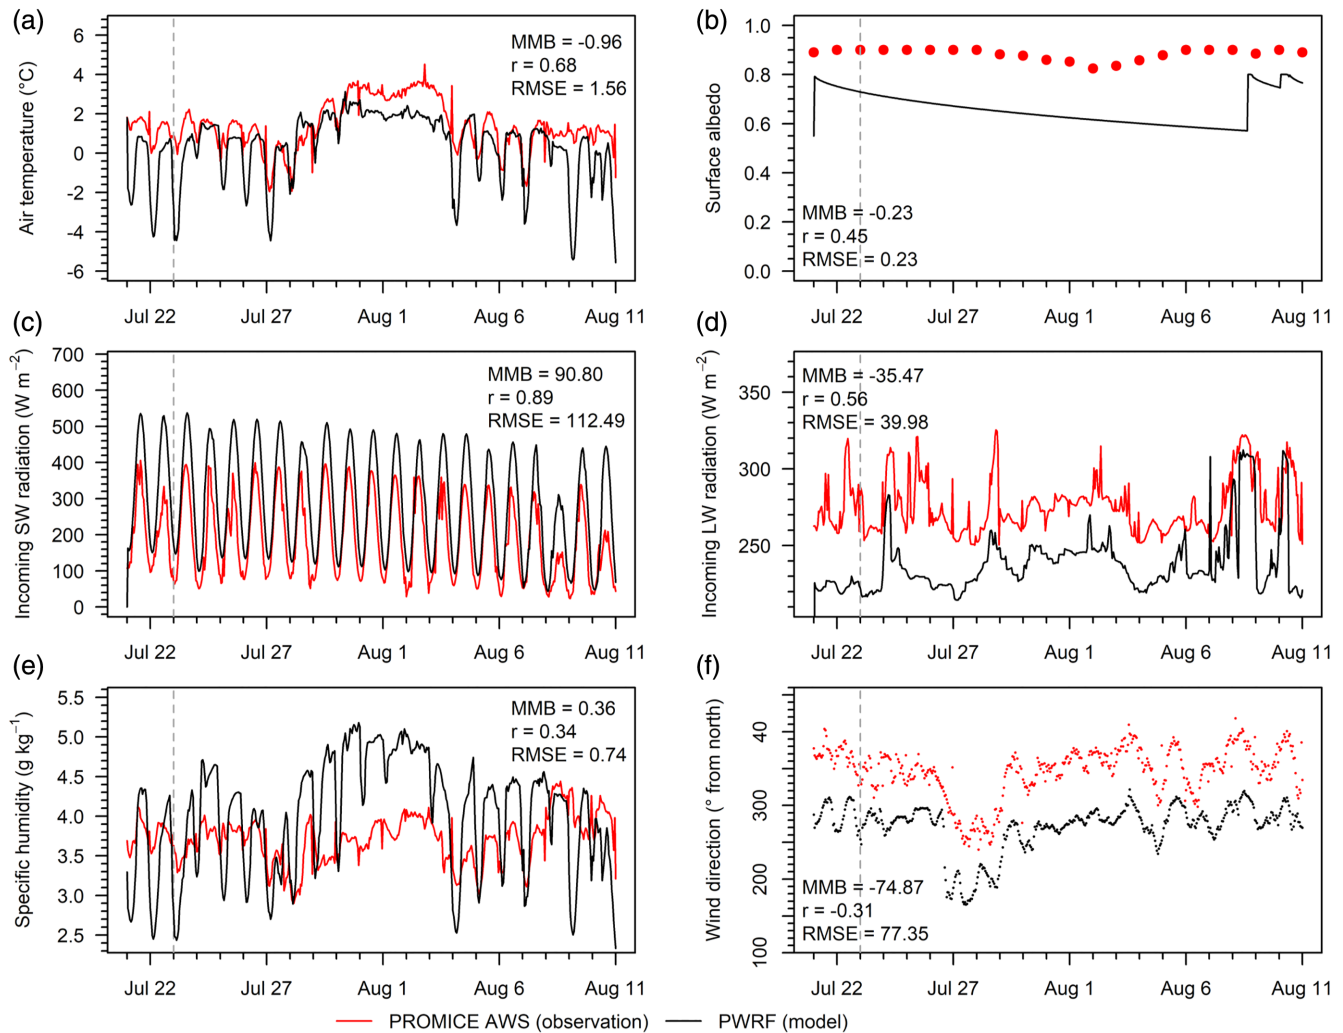 (a)
6
4
2
0
-2
-4
-6
Air temperature (°C)
MMB = -0.96
r = 0.68
RMSE = 1.56
Jul 22
Jul 27
Aug 1
Aug 6
Aug 11
(b)
1.0
0.8
0.6
0.4
0.2
0.0
Surface albedo
MMB = -0.23
r = 0.45
RMSE = 0.23
Jul 22
Jul 27
Aug 1
Aug 6
Aug 11
(c)
700
600
500
400
300
200
100
0
Incoming SW radiation (W m⁻²)
MMB = 90.80
r = 0.89
RMSE = 112.49
Jul 22
Jul 27
Aug 1
Aug 6
Aug 11
(d)
350
300
250
Incoming LW radiation (W m⁻²)
MMB = -35.47
r = 0.56
RMSE = 39.98
Jul 22
Jul 27
Aug 1
Aug 6
Aug 11
(e)
5.5
5.0
4.5
4.0
3.5
3.0
2.5
Specific humidity (g kg⁻¹)
MMB = 0.36
r = 0.34
RMSE = 0.74
Jul 22
Jul 27
Aug 1
Aug 6
Aug 11
(f)
40
300
200
100
Wind direction (° from north)
MMB = -74.87
r = -0.31
RMSE = 77.35
Jul 22
Jul 27
Aug 1
Aug 6
Aug 11
PROMICE AWS (observation)
PWRF (model)